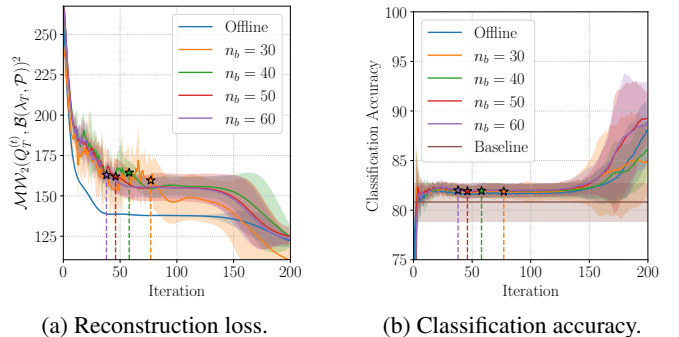 250
225
200
175
150
125
0
50
100
150
200
Iteration
$\mathcal{MW}_2(Q_T^{(t)}, \mathcal{B}(\lambda_T, \mathcal{P}))^2$
Offline
$n_b = 30$
$n_b = 40$
$n_b = 50$
$n_b = 60$
(a) Reconstruction loss.
100
95
90
85
80
75
0
50
100
150
200
Iteration
Classification Accuracy
Offline
$n_b = 30$
$n_b = 40$
$n_b = 50$
$n_b = 60$
Baseline
(b) Classification accuracy.